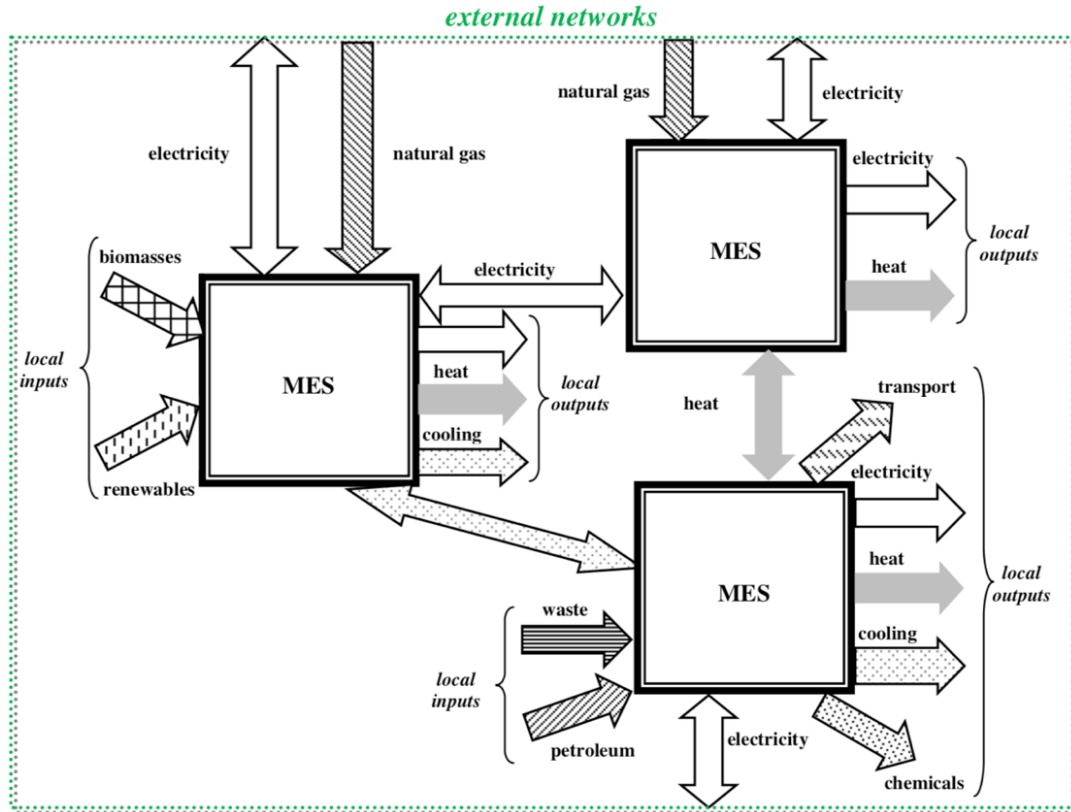 external networks
electricity
natural gas
natural gas
electricity
MES
electricity
heat
local
outputs
biomasses
renewables
local
inputs
MES
electricity
heat
cooling
local
outputs
heat
transport
electricity
heat
cooling
chemicals
local
outputs
MES
waste
petroleum
local
inputs
electricity